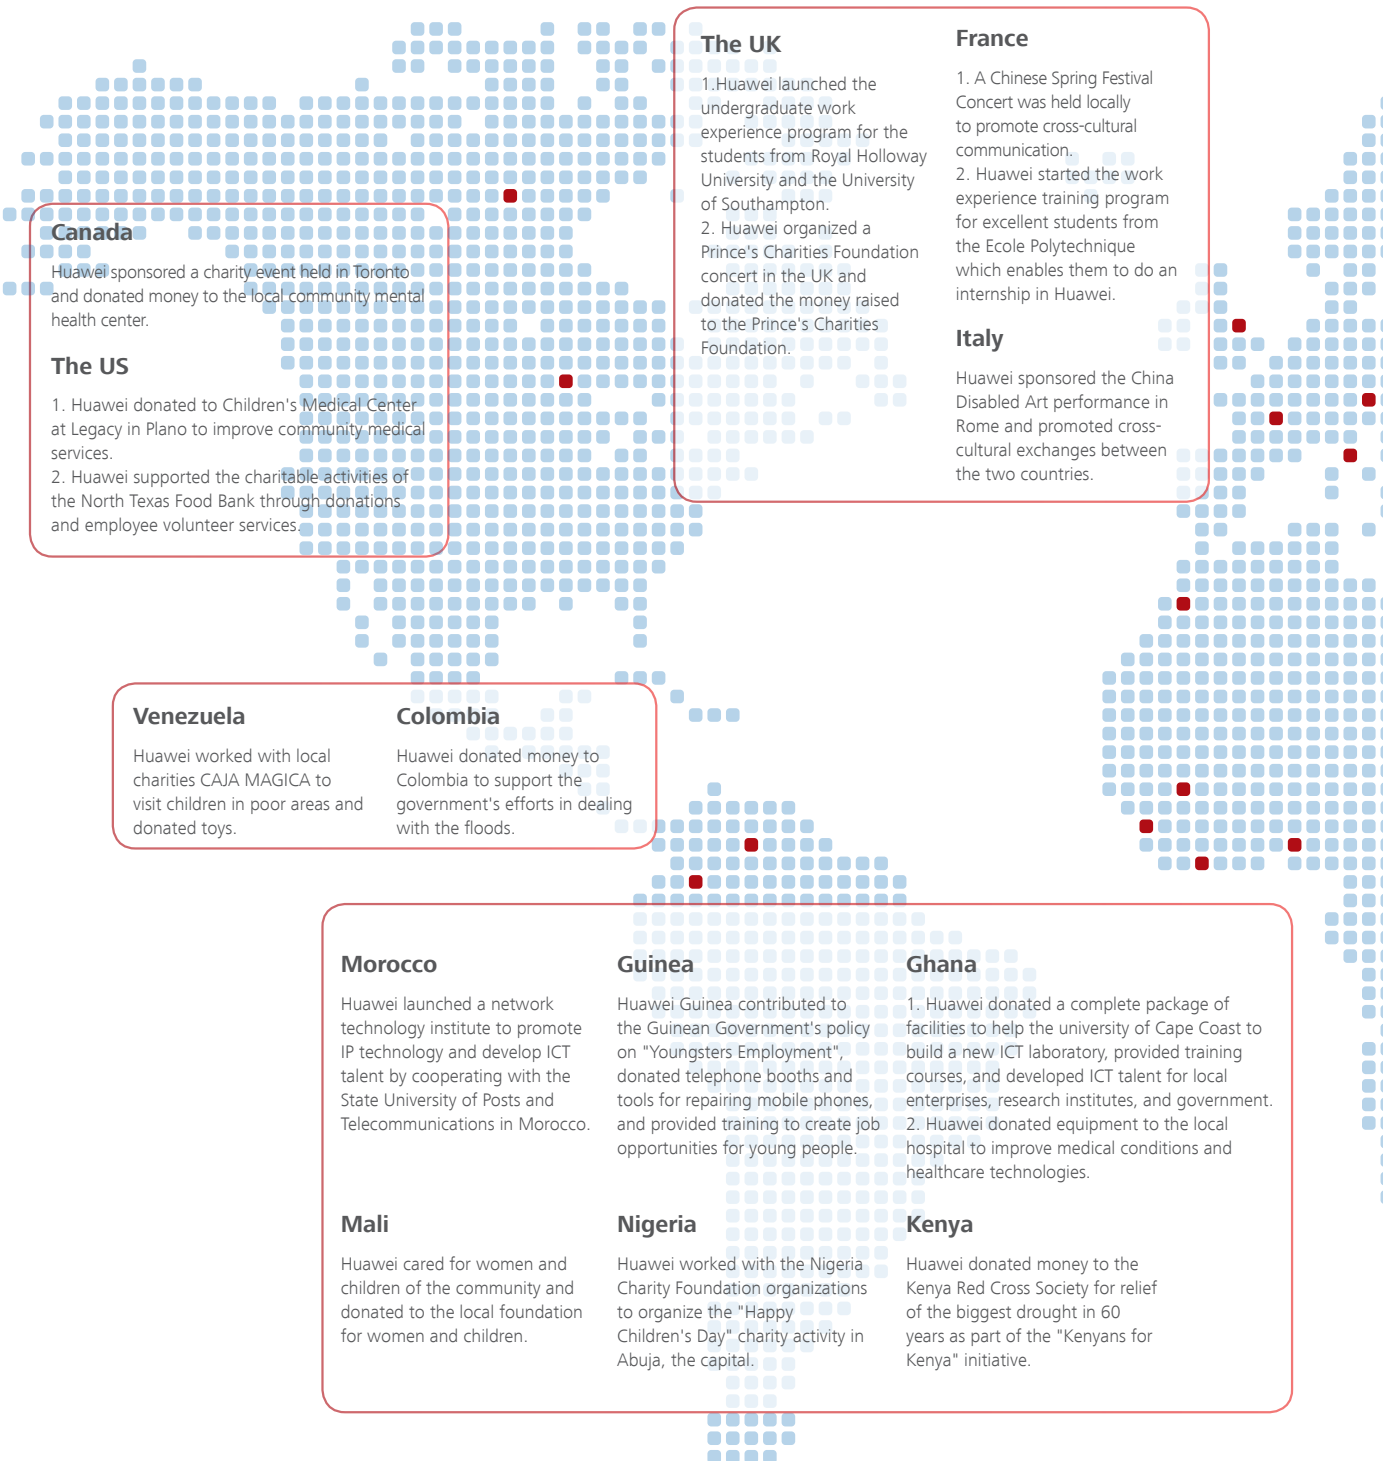 The UK
1.Huawei launched the
undergraduate work
experience program for the
students from Royal Holloway
University and the University
of Southampton.
2. Huawei organized a
Prince's Charities Foundation
concert in the UK and
donated the money raised
to the Prince's Charities
Foundation.
France
1. A Chinese Spring Festival
Concert was held locally
to promote cross-cultural
communication.
2. Huawei started the work
experience training program
for excellent students from
the Ecole Polytechnique
which enables them to do an
internship in Huawei.
Italy
Huawei sponsored the China
Disabled Art performance in
Rome and promoted cross-
cultural exchanges between
the two countries.
Canada
Huawei sponsored a charity event held in Toronto
and donated money to the local community mental
health center.
The US
1. Huawei donated to Children's Medical Center
at Legacy in Plano to improve community medical
services.
2. Huawei supported the charitable activities of
the North Texas Food Bank through donations
and employee volunteer services.
Venezuela
Huawei worked with local
charities CAJA MAGICA to
visit children in poor areas and
donated toys.
Colombia
Huawei donated money to
Colombia to support the
government's efforts in dealing
with the floods.
Morocco
Huawei launched a network
technology institute to promote
IP technology and develop ICT
talent by cooperating with the
State University of Posts and
Telecommunications in Morocco.
Guinea
Huawei Guinea contributed to
the Guinean Government's policy
on "Youngsters Employment",
donated telephone booths and
tools for repairing mobile phones,
and provided training to create job
opportunities for young people.
Ghana
1. Huawei donated a complete package of
facilities to help the university of Cape Coast to
build a new ICT laboratory, provided training
courses, and developed ICT talent for local
enterprises, research institutes, and government.
2. Huawei donated equipment to the local
hospital to improve medical conditions and
healthcare technologies.
Mali
Huawei cared for women and
children of the community and
donated to the local foundation
for women and children.
Nigeria
Huawei worked with the Nigeria
Charity Foundation organizations
to organize the "Happy
Children's Day" charity activity in
Abuja, the capital.
Kenya
Huawei donated money to the
Kenya Red Cross Society for relief
of the biggest drought in 60
years as part of the "Kenyans for
Kenya" initiative.